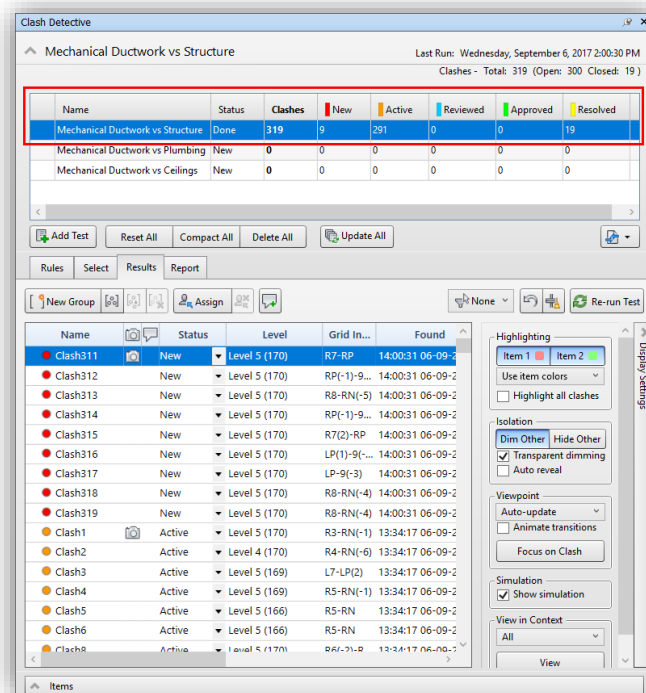 Clash Detective
Mechanical Ductwork vs Structure
Last Run: Wednesday, September 6, 2017 2:00:30 PM
Clashes - Total: 319 (Open: 300 Closed: 19 )
Name Status Clashes New Active Reviewed Approved Resolved
Mechanical Ductwork vs Structure Done 319 9 291 0 0 19
Mechanical Ductwork vs Plumbing New 0 0 0 0 0 0
Mechanical Ductwork vs Ceilings New 0 0 0 0 0 0
Add Test Reset All Compact All Delete All Update All
Rules Select Results Report
New Group Assign None Re-run Test
Name Status Level Grid In... Found
Clash311 New Level 5 (170) R7-RP 14:00:31 06-09-2
Clash312 New Level 5 (170) RP(-1)-9... 14:00:31 06-09-2
Clash313 New Level 5 (170) R8-RN(-5) 14:00:31 06-09-2
Clash314 New Level 5 (170) RP(-1)-9... 14:00:31 06-09-2
Clash315 New Level 5 (170) R7(2)-RP 14:00:31 06-09-2
Clash316 New Level 5 (170) LP(1)-9(-... 14:00:31 06-09-2
Clash317 New Level 5 (170) LP-9(-3) 14:00:31 06-09-2
Clash318 New Level 5 (170) R8-RN(-4) 14:00:31 06-09-2
Clash319 New Level 5 (170) R8-RN(-4) 14:00:31 06-09-2
Clash1 Active Level 5 (170) R3-RN(-1) 13:34:17 06-09-2
Clash2 Active Level 4 (170) R4-RN(-6) 13:34:17 06-09-2
Clash3 Active Level 5 (169) L7-LP(2) 13:34:17 06-09-2
Clash4 Active Level 5 (169) R5-RN(-1) 13:34:17 06-09-2
Clash5 Active Level 5 (166) R5-RN 13:34:17 06-09-2
Clash6 Active Level 5 (166) R5-RN 13:34:17 06-09-2
Clash8 Active Level 5 (170) R6(-2)-R 13:34:17 06-09-2
Highlighting
Item 1 Item 2
Use item colors
Highlight all clashes
Isolation
Dim Other Hide Other
Transparent dimming
Auto reveal
Viewpoint
Auto-update
Animate transitions
Focus on Clash
Simulation
Show simulation
View in Context
All
View
Display Settings
Items